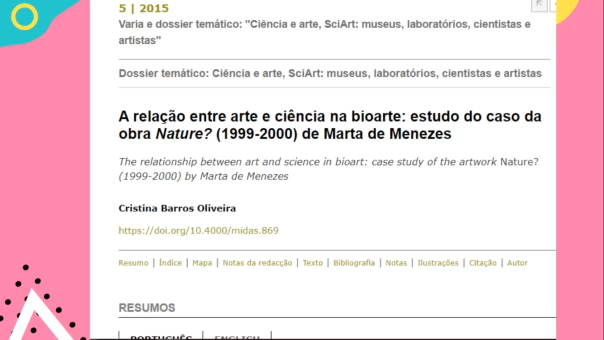 5 | 2015
Varia e dossier temático: "Ciência e arte, SciArt: museus, laboratórios, cientistas e
artistas"
Dossier temático: Ciência e arte, SciArt: museus, laboratórios, cientistas e artistas
A relação entre arte e ciência na bioarte: estudo do caso da
obra Nature? (1999-2000) de Marta de Menezes
The relationship between art and science in bioart: case study of the artwork Nature?
(1999-2000) by Marta de Menezes
Cristina Barros Oliveira
https://doi.org/10.4000/midas.869
Resumo | Índice | Mapa | Notas da redacção | Texto | Bibliografia | Notas | Ilustrações | Citação | Autor
RESUMOS
PORTUGUÊS | ENGLISH